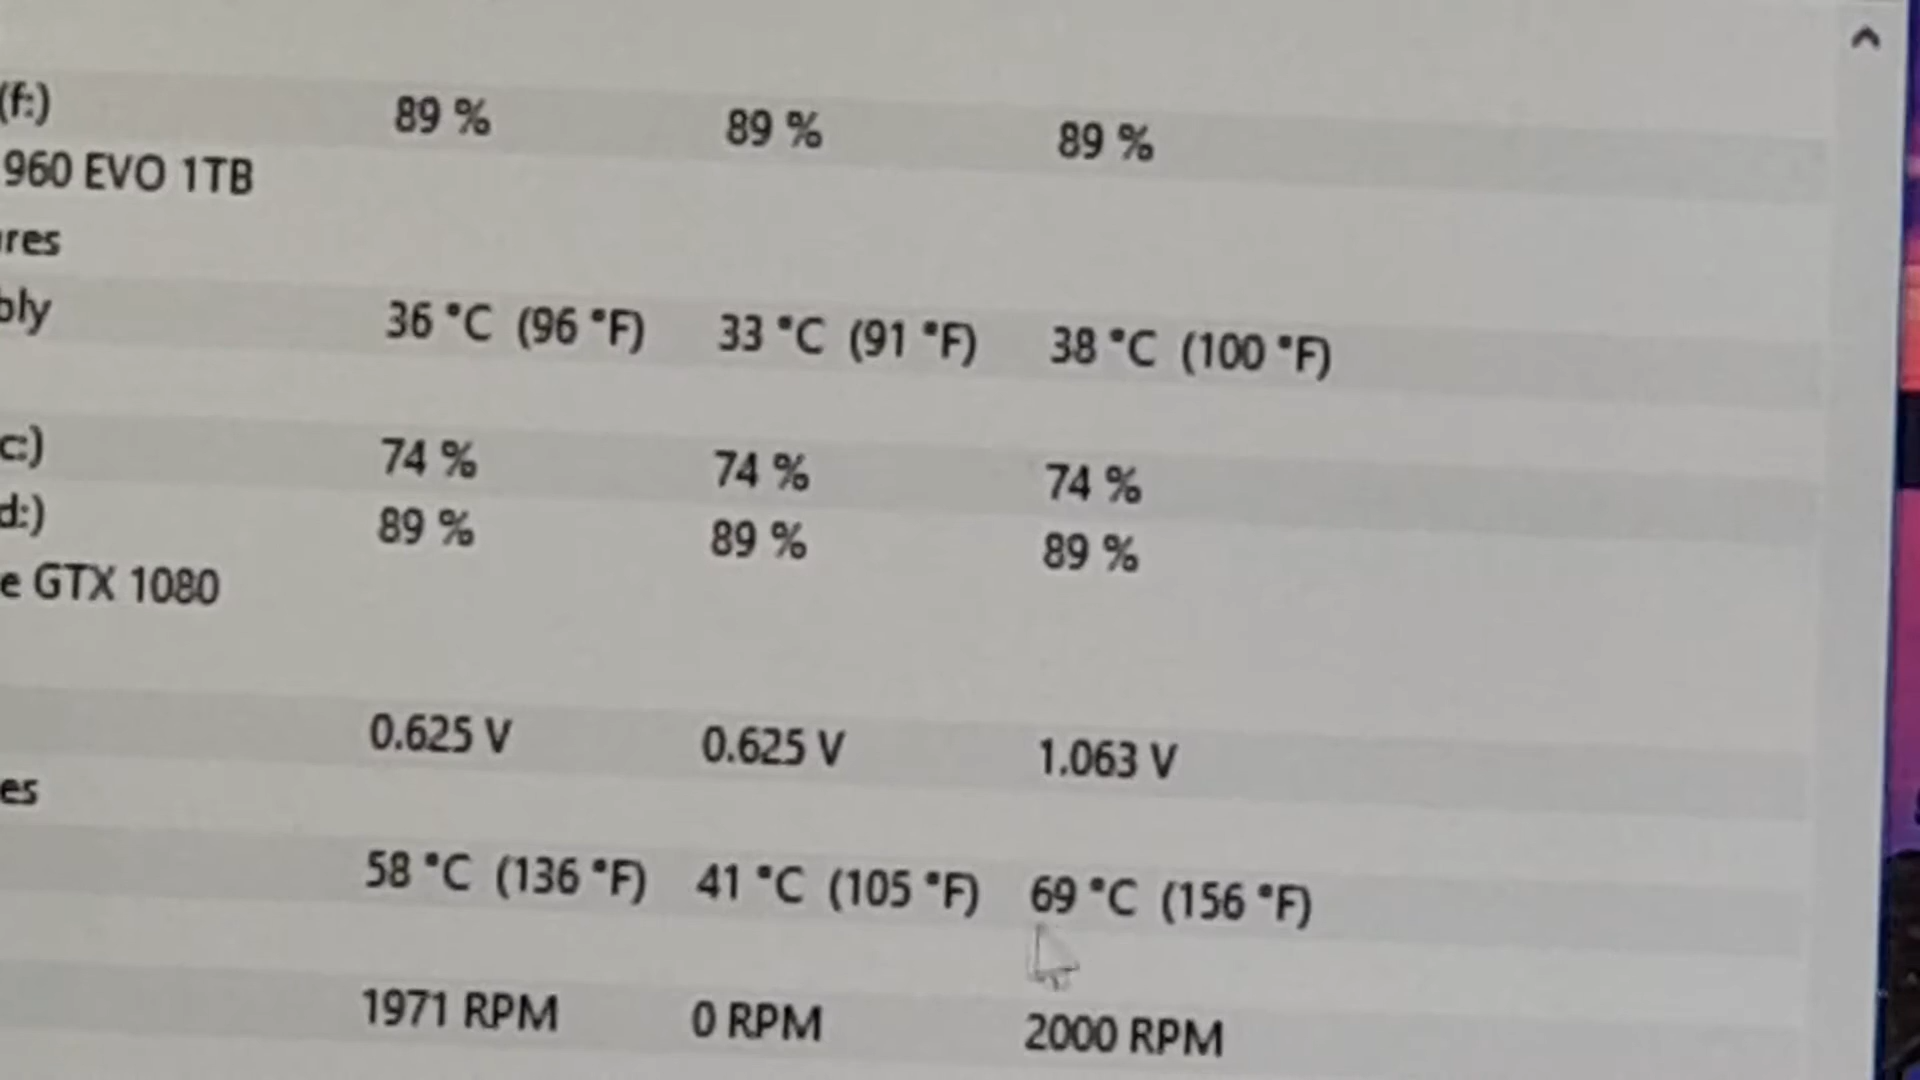 (f:) 89 % 89 % 89 %
960 EVO 1TB
res
bly 36 °C (96 °F) 33 °C (91 °F) 38 °C (100 °F)
c:) 74 % 74 % 74 %
d:) 89 % 89 % 89 %
e GTX 1080
0.625 V 0.625 V 1.063 V
es
58 °C (136 °F) 41 °C (105 °F) 69 °C (156 °F)
1971 RPM 0 RPM 2000 RPM